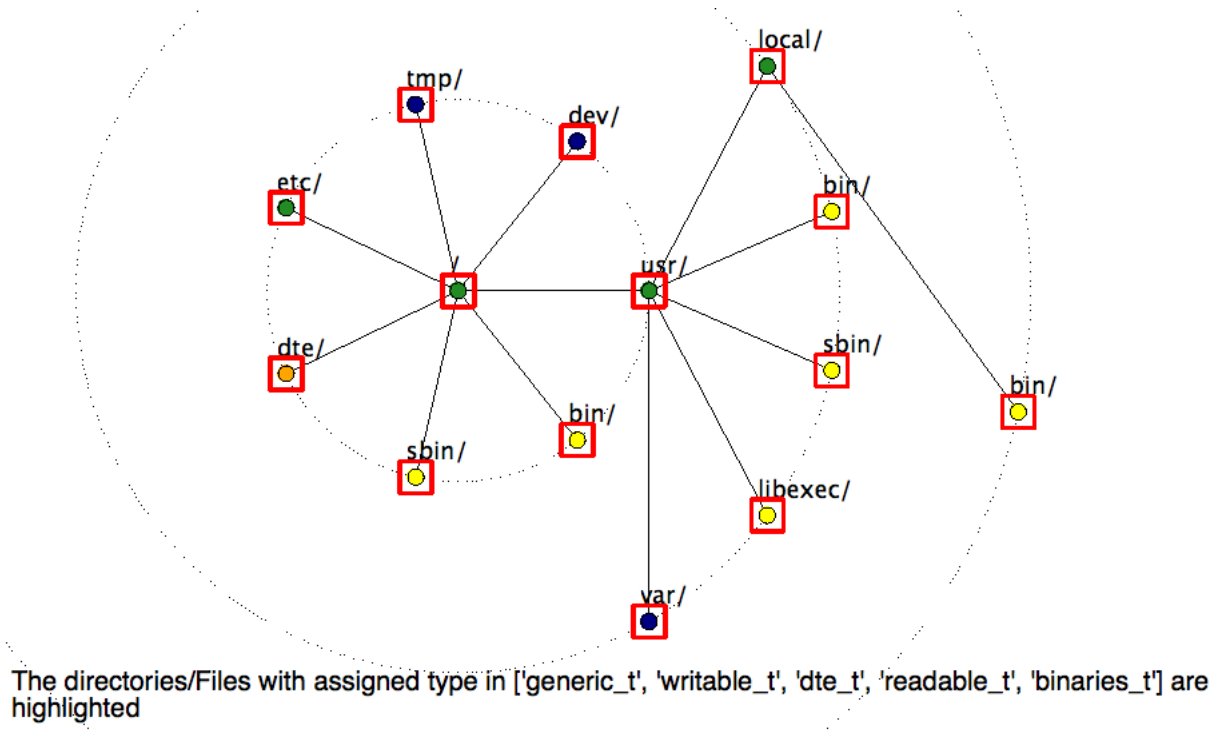 local/
tmp/
dev/
etc/
bin/
/
usr/
dte/
sbin/
bin/
bin/
sbin/
libexec/
var/
The directories/Files with assigned type in ['generic_t', 'writable_t', 'dte_t', 'readable_t', 'binaries_t'] are
highlighted